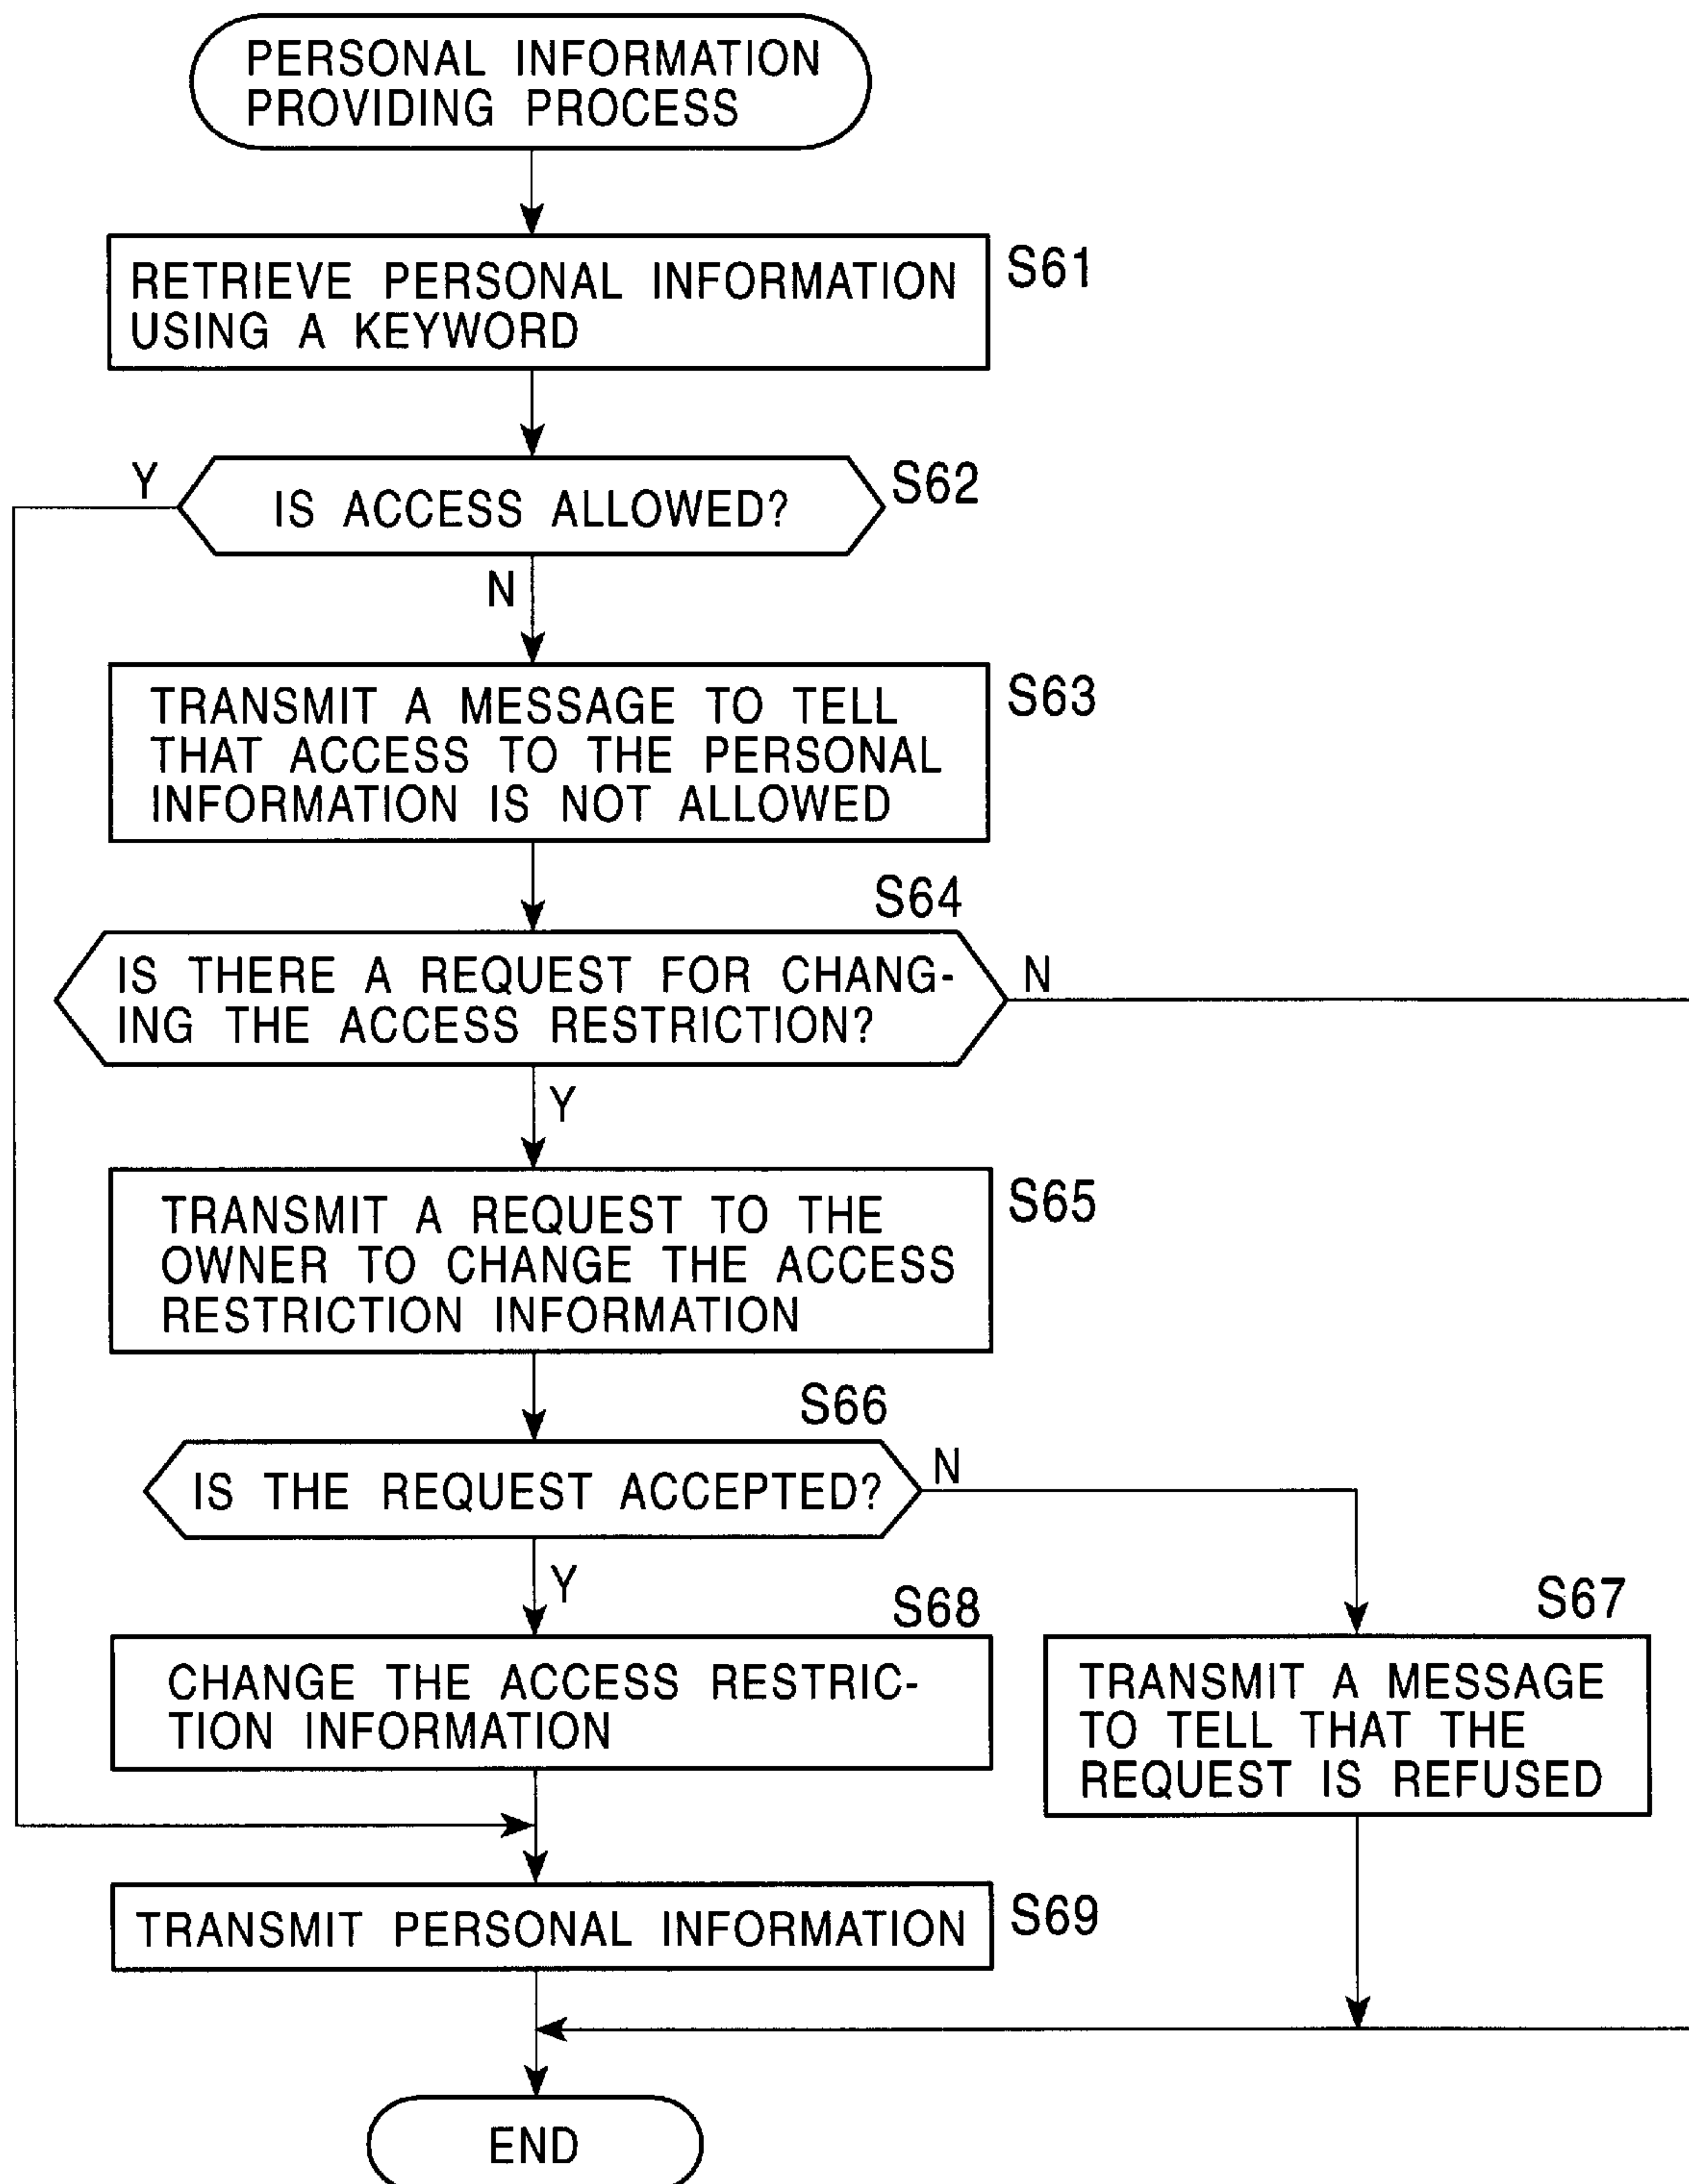 PERSONAL INFORMATION
PROVIDING PROCESS
RETRIEVE PERSONAL INFORMATION
USING A KEYWORD
S61
Y
IS ACCESS ALLOWED?
S62
N
TRANSMIT A MESSAGE TO TELL
THAT ACCESS TO THE PERSONAL
INFORMATION IS NOT ALLOWED
S63
S64
IS THERE A REQUEST FOR CHANG-
ING THE ACCESS RESTRICTION?
N
Y
TRANSMIT A REQUEST TO THE
OWNER TO CHANGE THE ACCESS
RESTRICTION INFORMATION
S65
S66
IS THE REQUEST ACCEPTED?
N
Y
S68
CHANGE THE ACCESS RESTRIC-
TION INFORMATION
S67
TRANSMIT A MESSAGE
TO TELL THAT THE
REQUEST IS REFUSED
TRANSMIT PERSONAL INFORMATION
S69
END